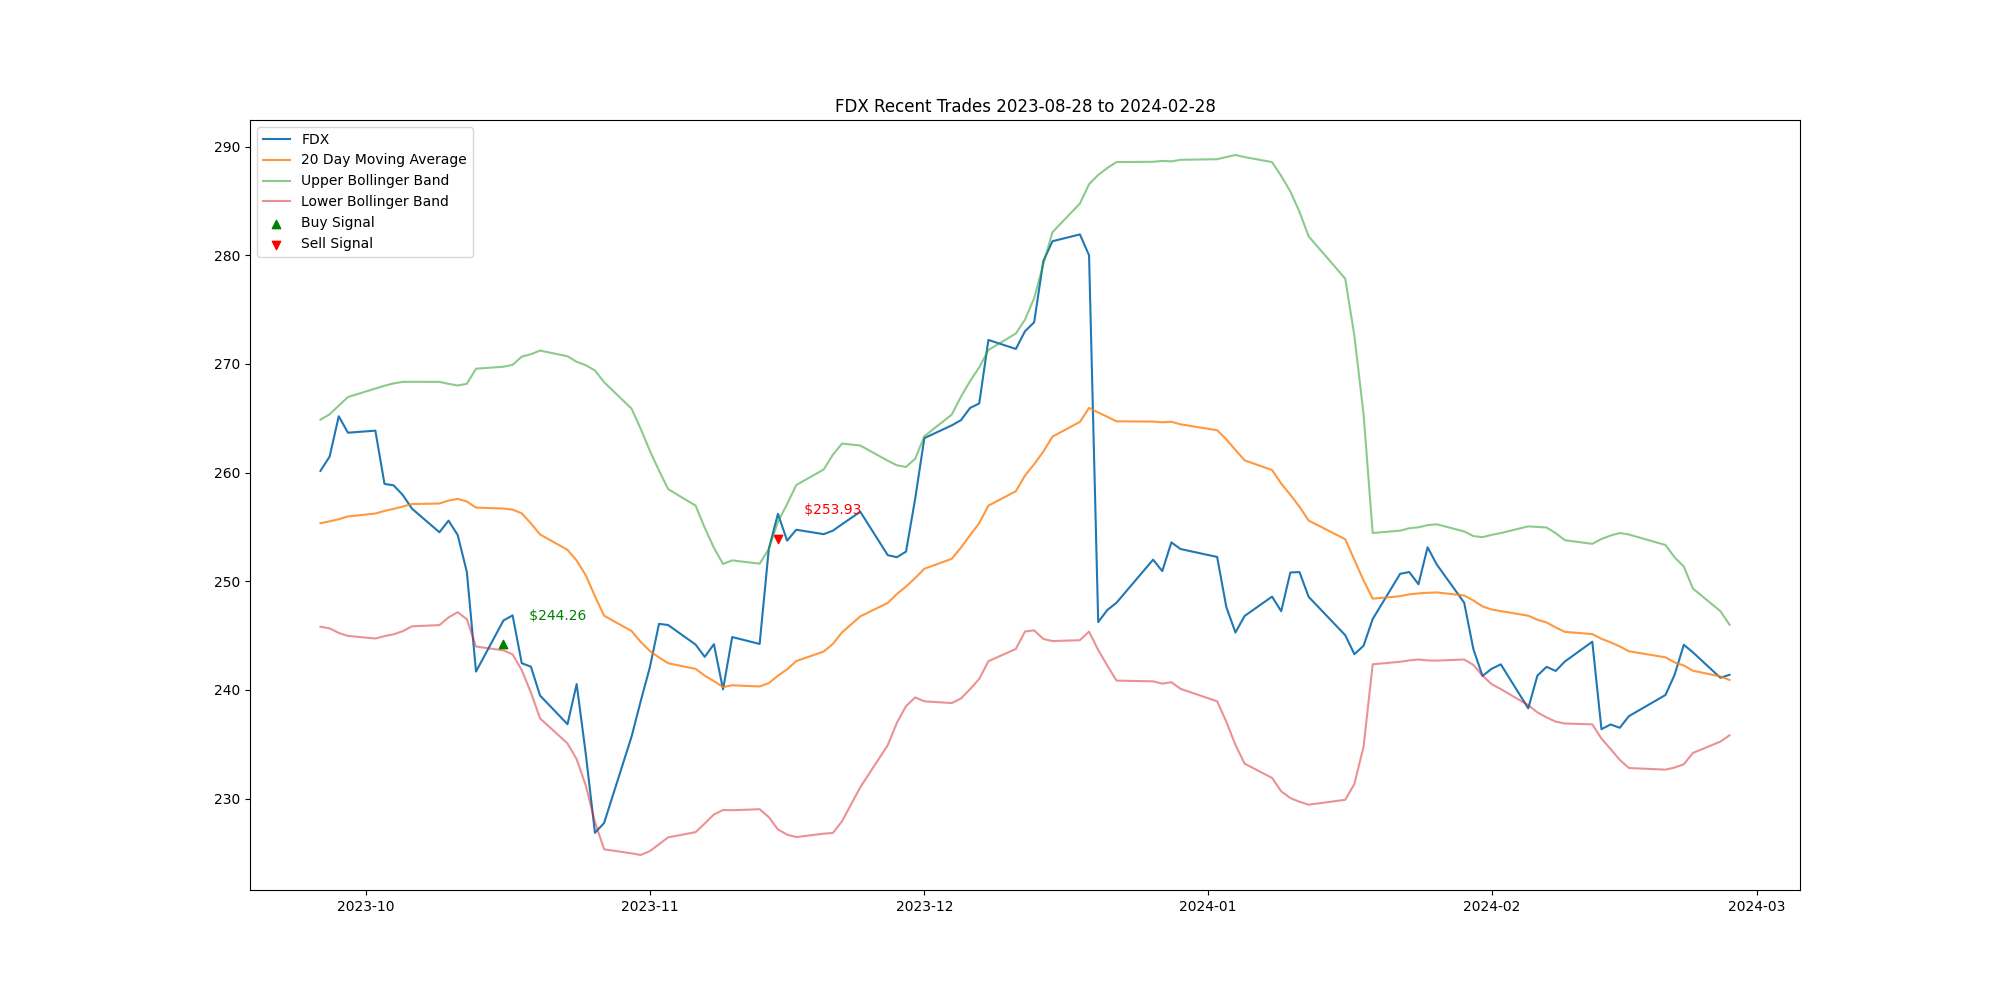 FDX Recent Trades 2023-08-28 to 2024-02-28
FDX
20 Day Moving Average
Upper Bollinger Band
Lower Bollinger Band
Buy Signal
Sell Signal
290
280
270
260
250
240
230
$253.93
$244.26
2023-10
2023-11
2023-12
2024-01
2024-02
2024-03